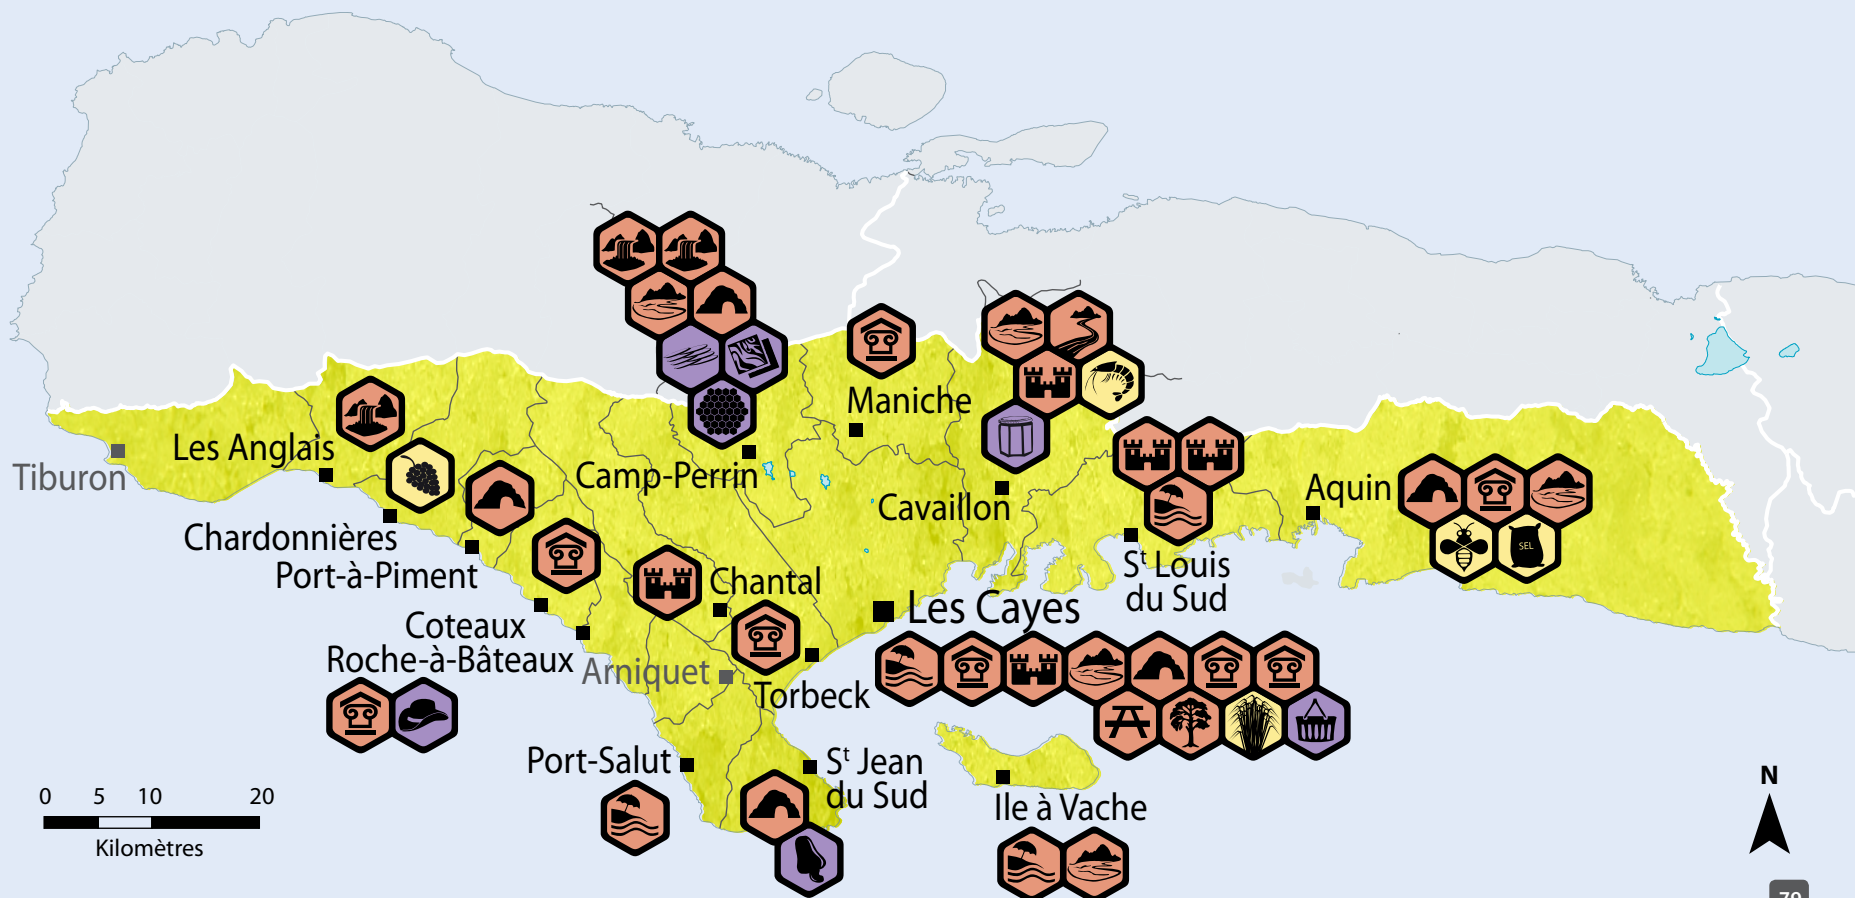 Maniche
Les Anglais
Tiburon
Camp-Perrin
Cavaillon
Aquin
Chardonnières
Port-à-Piment
St Louis
du Sud
SEL
Chantal
Les Cayes
Coteaux
Roche-à-Bâteaux
Arniquet
Torbeck
Port-Salut
St Jean
du Sud
Ile à Vache
0 5 10 20
Kilomètres
N